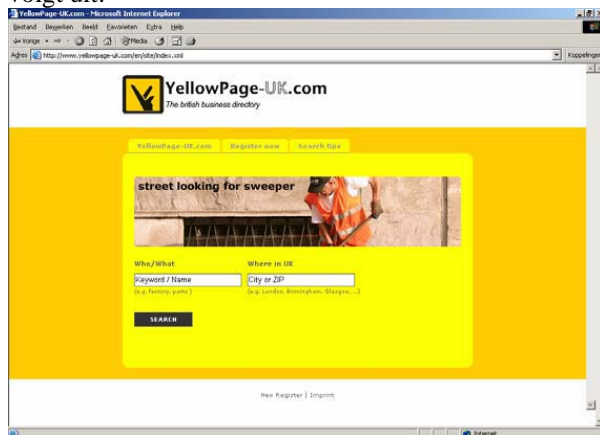 volgt uit:
YellowPage-UK.com - Microsoft Internet Explorer
Bestand Bewerken Beeld Favorieten Extra Help
Vorige Media
Adres http://www.yellowpage-uk.com/en/site/index.xml Koppelingen
YellowPage-UK.com
The british business directory
YellowPage-UK.com Register now Search tips
street looking for sweeper
Who/What Where in UK
Keyword / Name City or ZIP
(e.g. factory, parts ) (e.g. London, Birmingham, Glasgow, ...)
SEARCH
New Register | Imprint
Internet